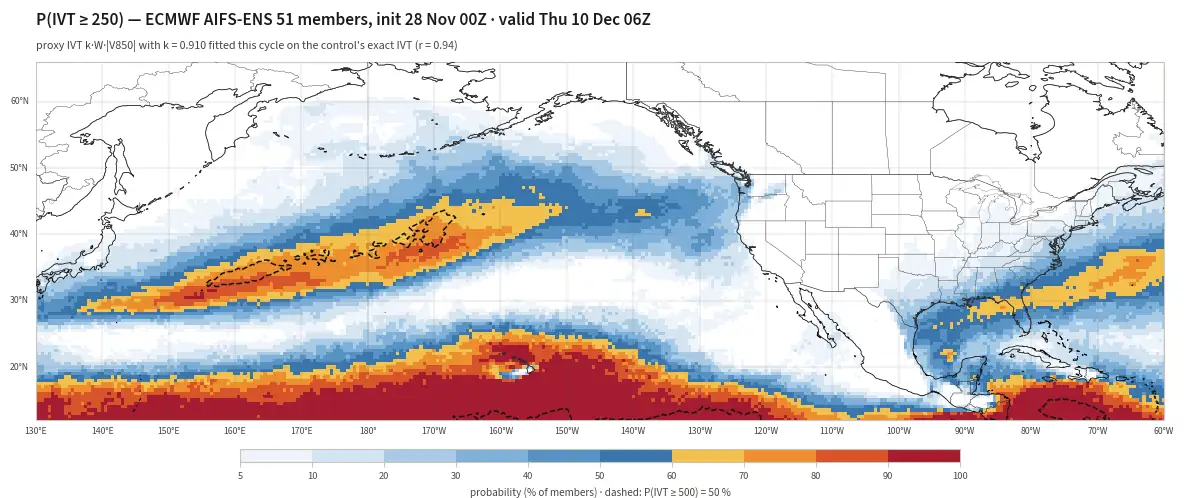 P(IVT ≥ 250) — ECMWF AIFS-ENS 51 members, init 28 Nov 00Z · valid Thu 10 Dec 06Z
proxy IVT k·W·|V850| with k = 0.910 fitted this cycle on the control's exact IVT (r = 0.94)
60°N
50°N
40°N
30°N
20°N
130°E 140°E 150°E 160°E 170°E 180° 170°W 160°W 150°W 140°W 130°W 120°W 110°W 100°W 90°W 80°W 70°W 60°W
5 10 20 30 40 50 60 70 80 90 100
probability (% of members) · dashed: P(IVT ≥ 500) = 50 %